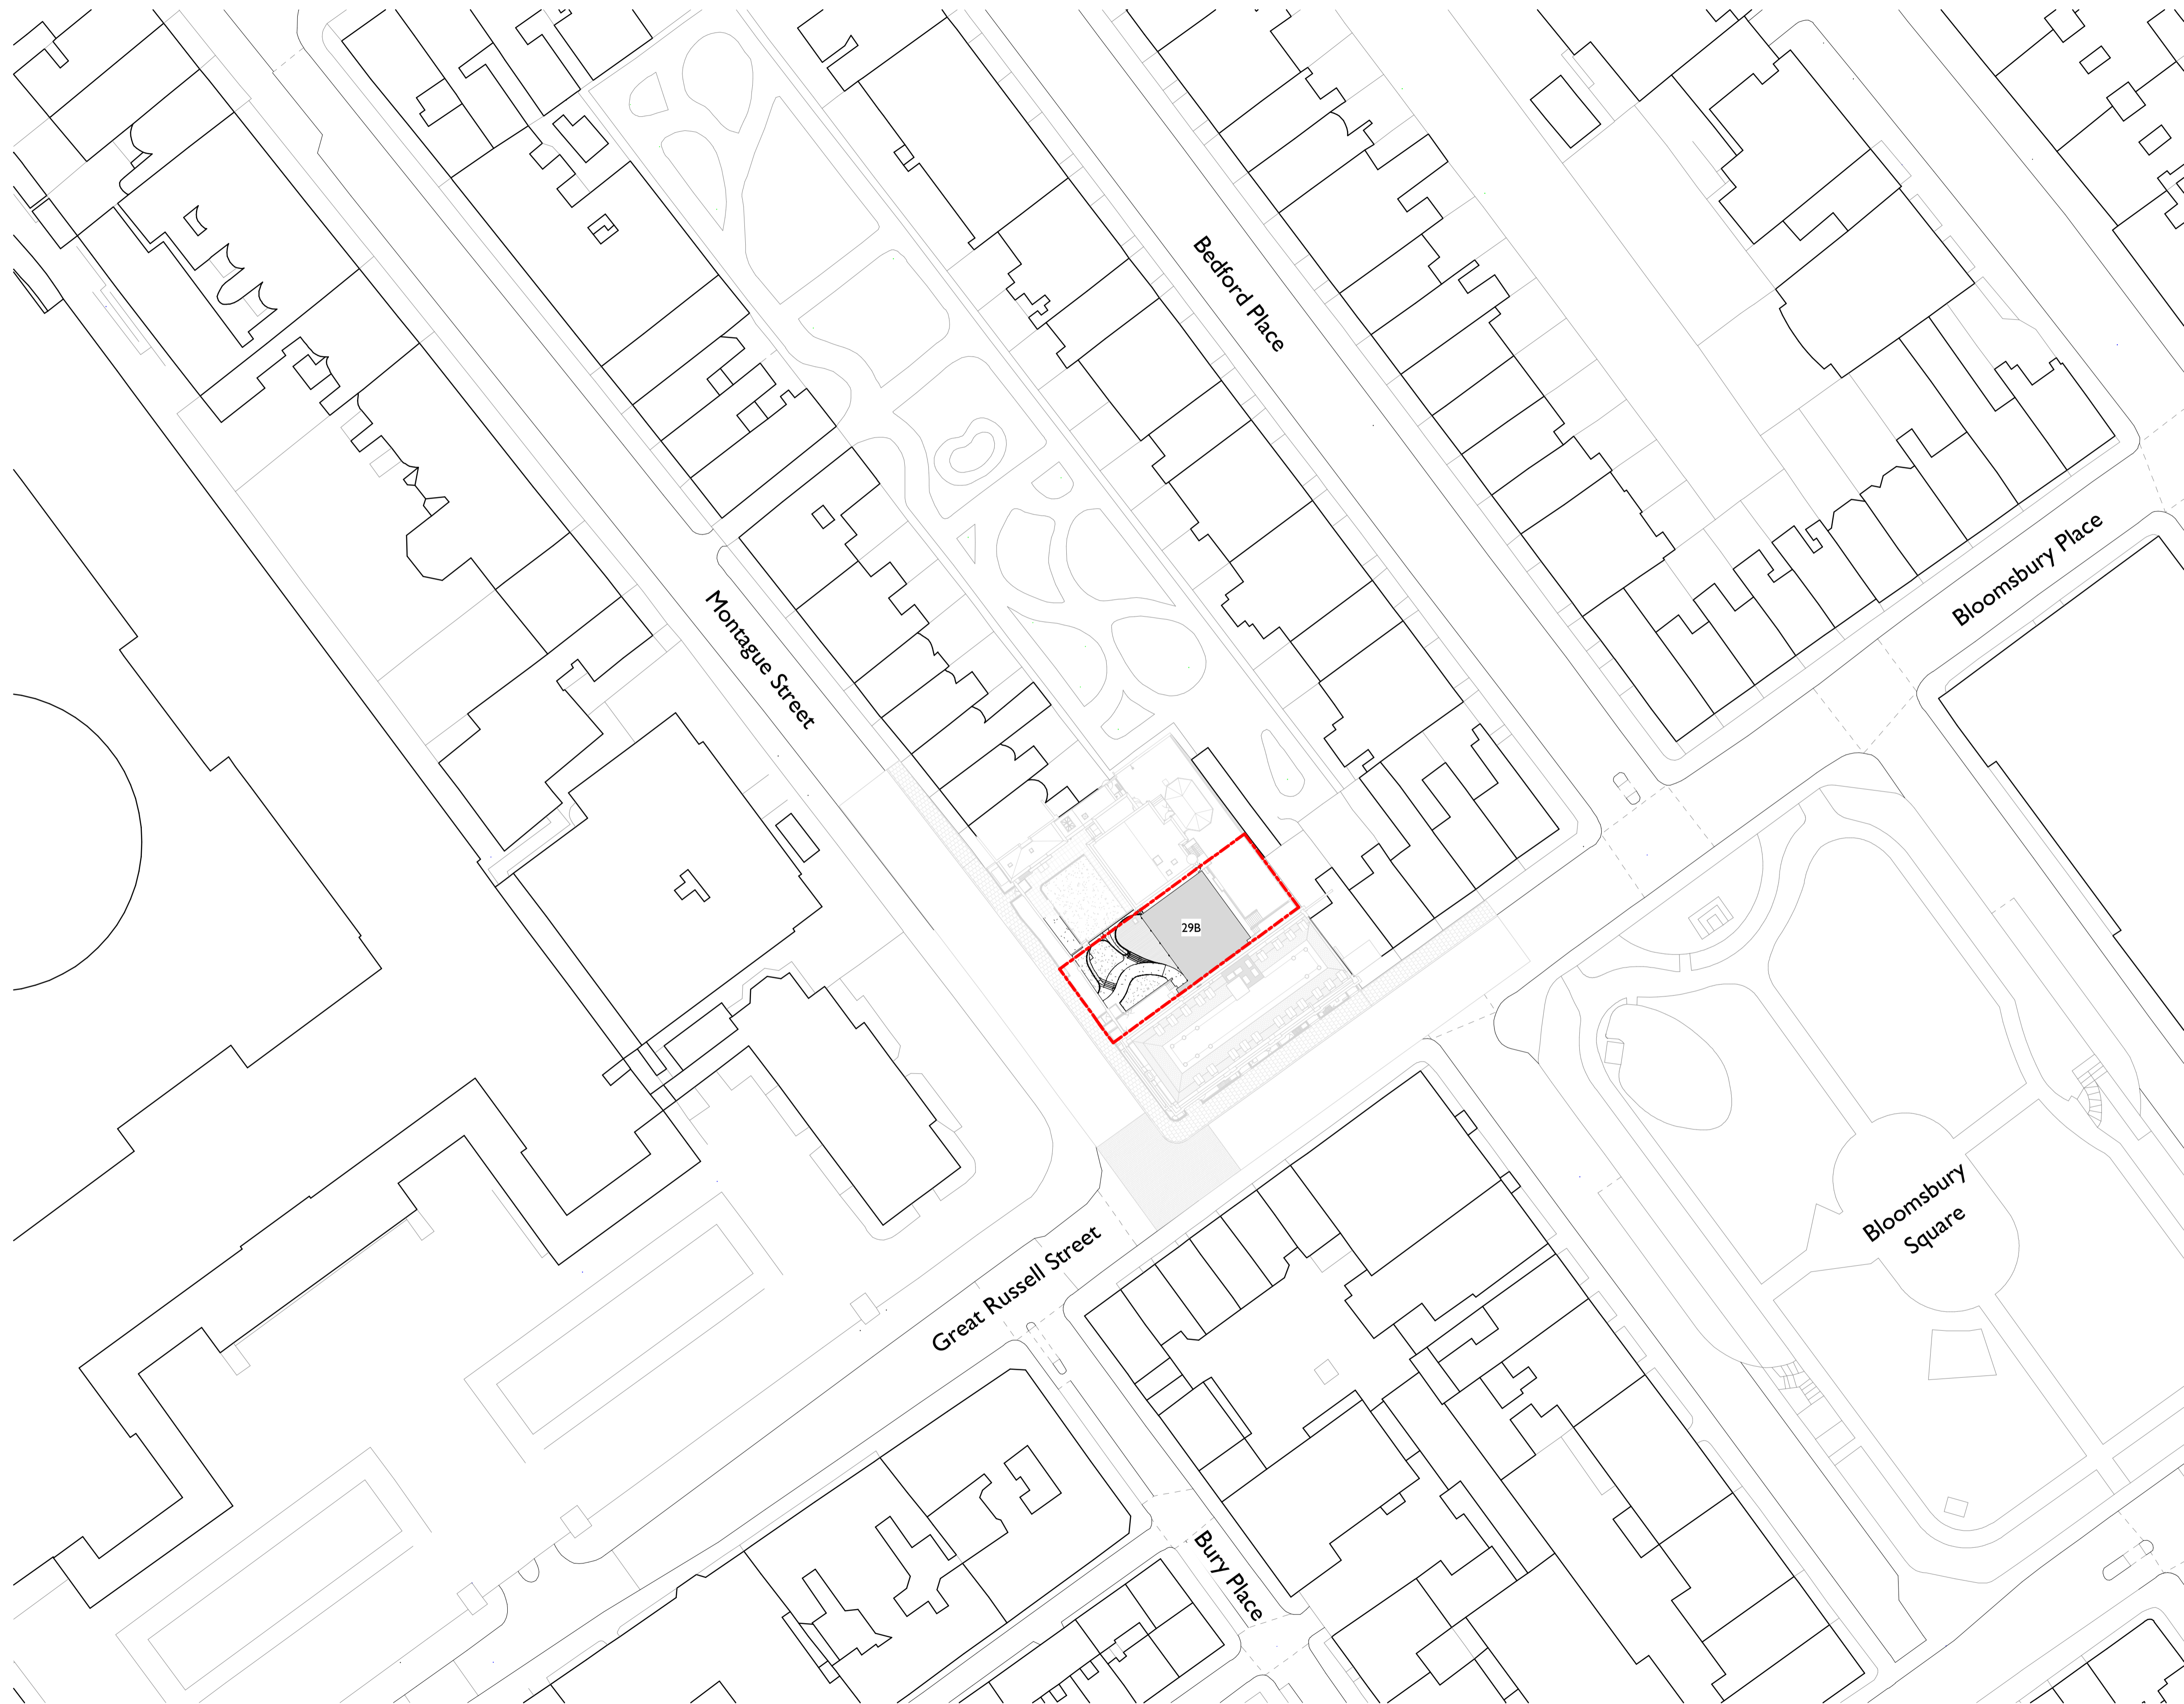 Bedford Place
Bloomsbury Place
Montague Street
29B
Bloomsbury
Square
Great Russell Street
Bury Place